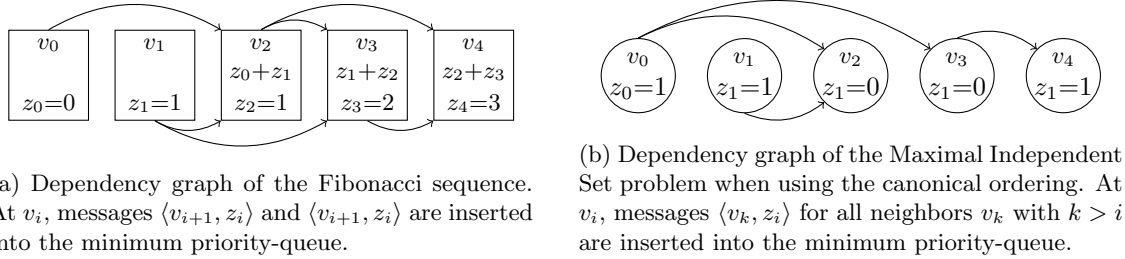 v₀ v₁ v₂ v₃ v₄
z₀+z₁ z₁+z₂ z₂+z₃
z₀=0 z₁=1 z₂=1 z₃=2 z₄=3
a) Dependency graph of the Fibonacci sequence.
At vᵢ, messages ⟨vᵢ₊₁, zᵢ⟩ and ⟨vᵢ₊₁, zᵢ⟩ are inserted
nto the minimum priority-queue.
v₀ v₁ v₂ v₃ v₄
z₀=1 z₁=1 z₁=0 z₁=0 z₁=1
(b) Dependency graph of the Maximal Independent
Set problem when using the canonical ordering. At
vᵢ, messages ⟨vₖ, zᵢ⟩ for all neighbors vₖ with k > i
are inserted into the minimum priority-queue.